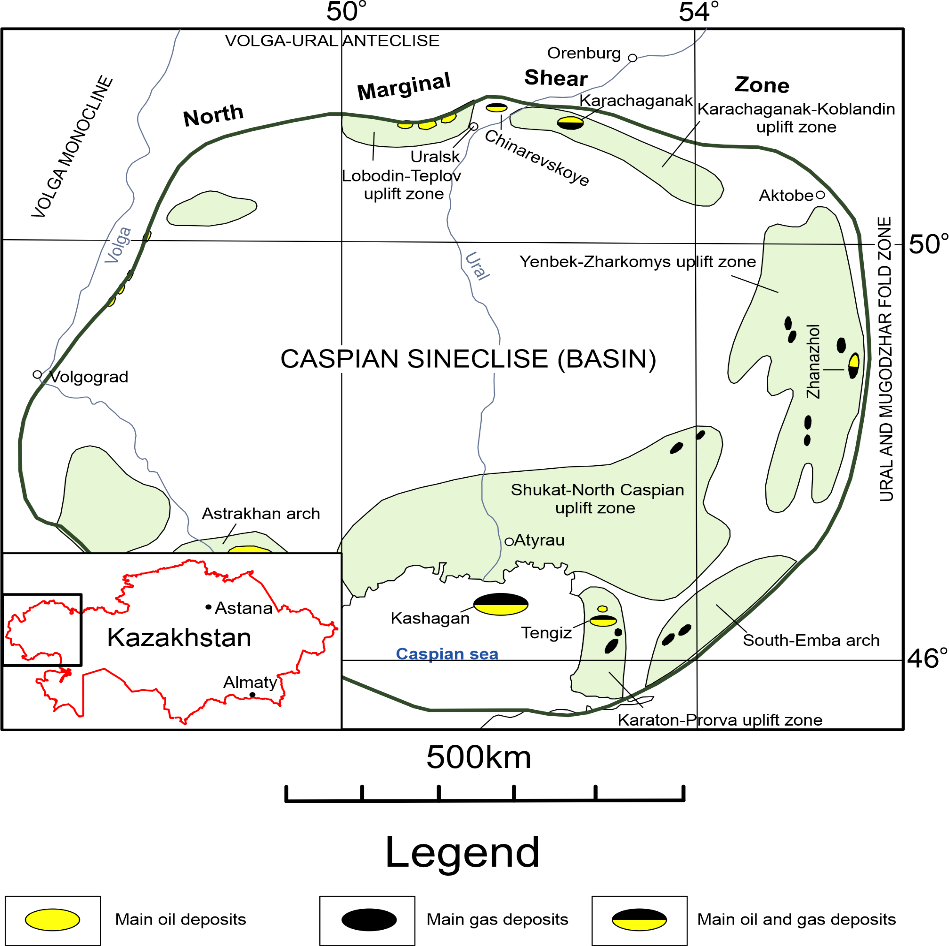 50°
54°
VOLGA-URAL ANTECLISE
Orenburg
North
Marginal
Shear
Zone
VOLGA MONOCLINE
Karachaganak
Karachaganak-Koblandin
uplift zone
Uralsk
Chinarevskoye
Lobodin-Teplov
uplift zone
Aktobe
Volga
Ural
50°
Yenbek-Zharkomys uplift zone
URAL AND MUGODZHAR FOLD ZONE
CASPIAN SINECLISE (BASIN)
Zhanazhol
Volgograd
Shukat-North Caspian
uplift zone
Astrakhan arch
Atyrau
Kashagan
Tengiz
Caspian sea
South-Emba arch
46°
Karaton-Prorva uplift zone
Astana
Kazakhstan
Almaty
500km
Legend
Main oil deposits
Main gas deposits
Main oil and gas deposits